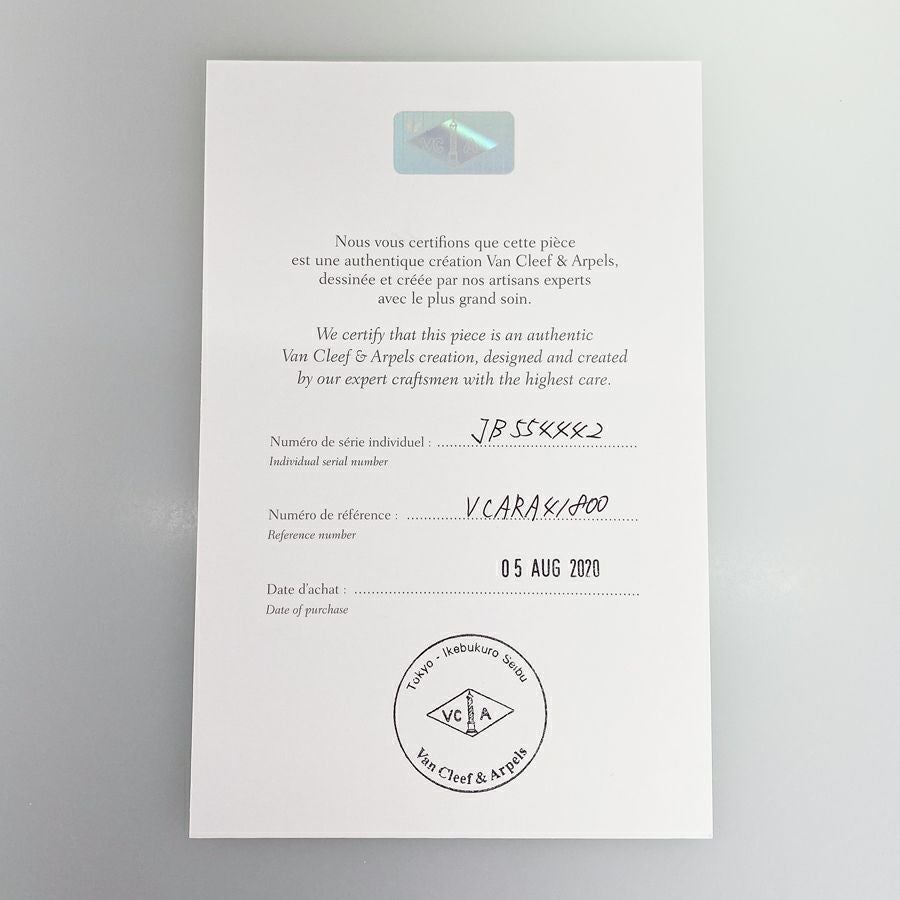 VC A
Nous vous certifions que cette pièce
est une authentique création Van Cleef & Arpels,
dessinée et créée par nos artisans experts
avec le plus grand soin.
We certify that this piece is an authentic
Van Cleef & Arpels creation, designed and created
by our expert craftsmen with the highest care.
Numéro de série individuel : JB554442
Individual serial number
Numéro de référence : VCARA41800
Reference number
05 AUG 2020
Date d'achat :
Date of purchase
Tokyo - Ikebukuro Seibu
VC A
Van Cleef & Arpels